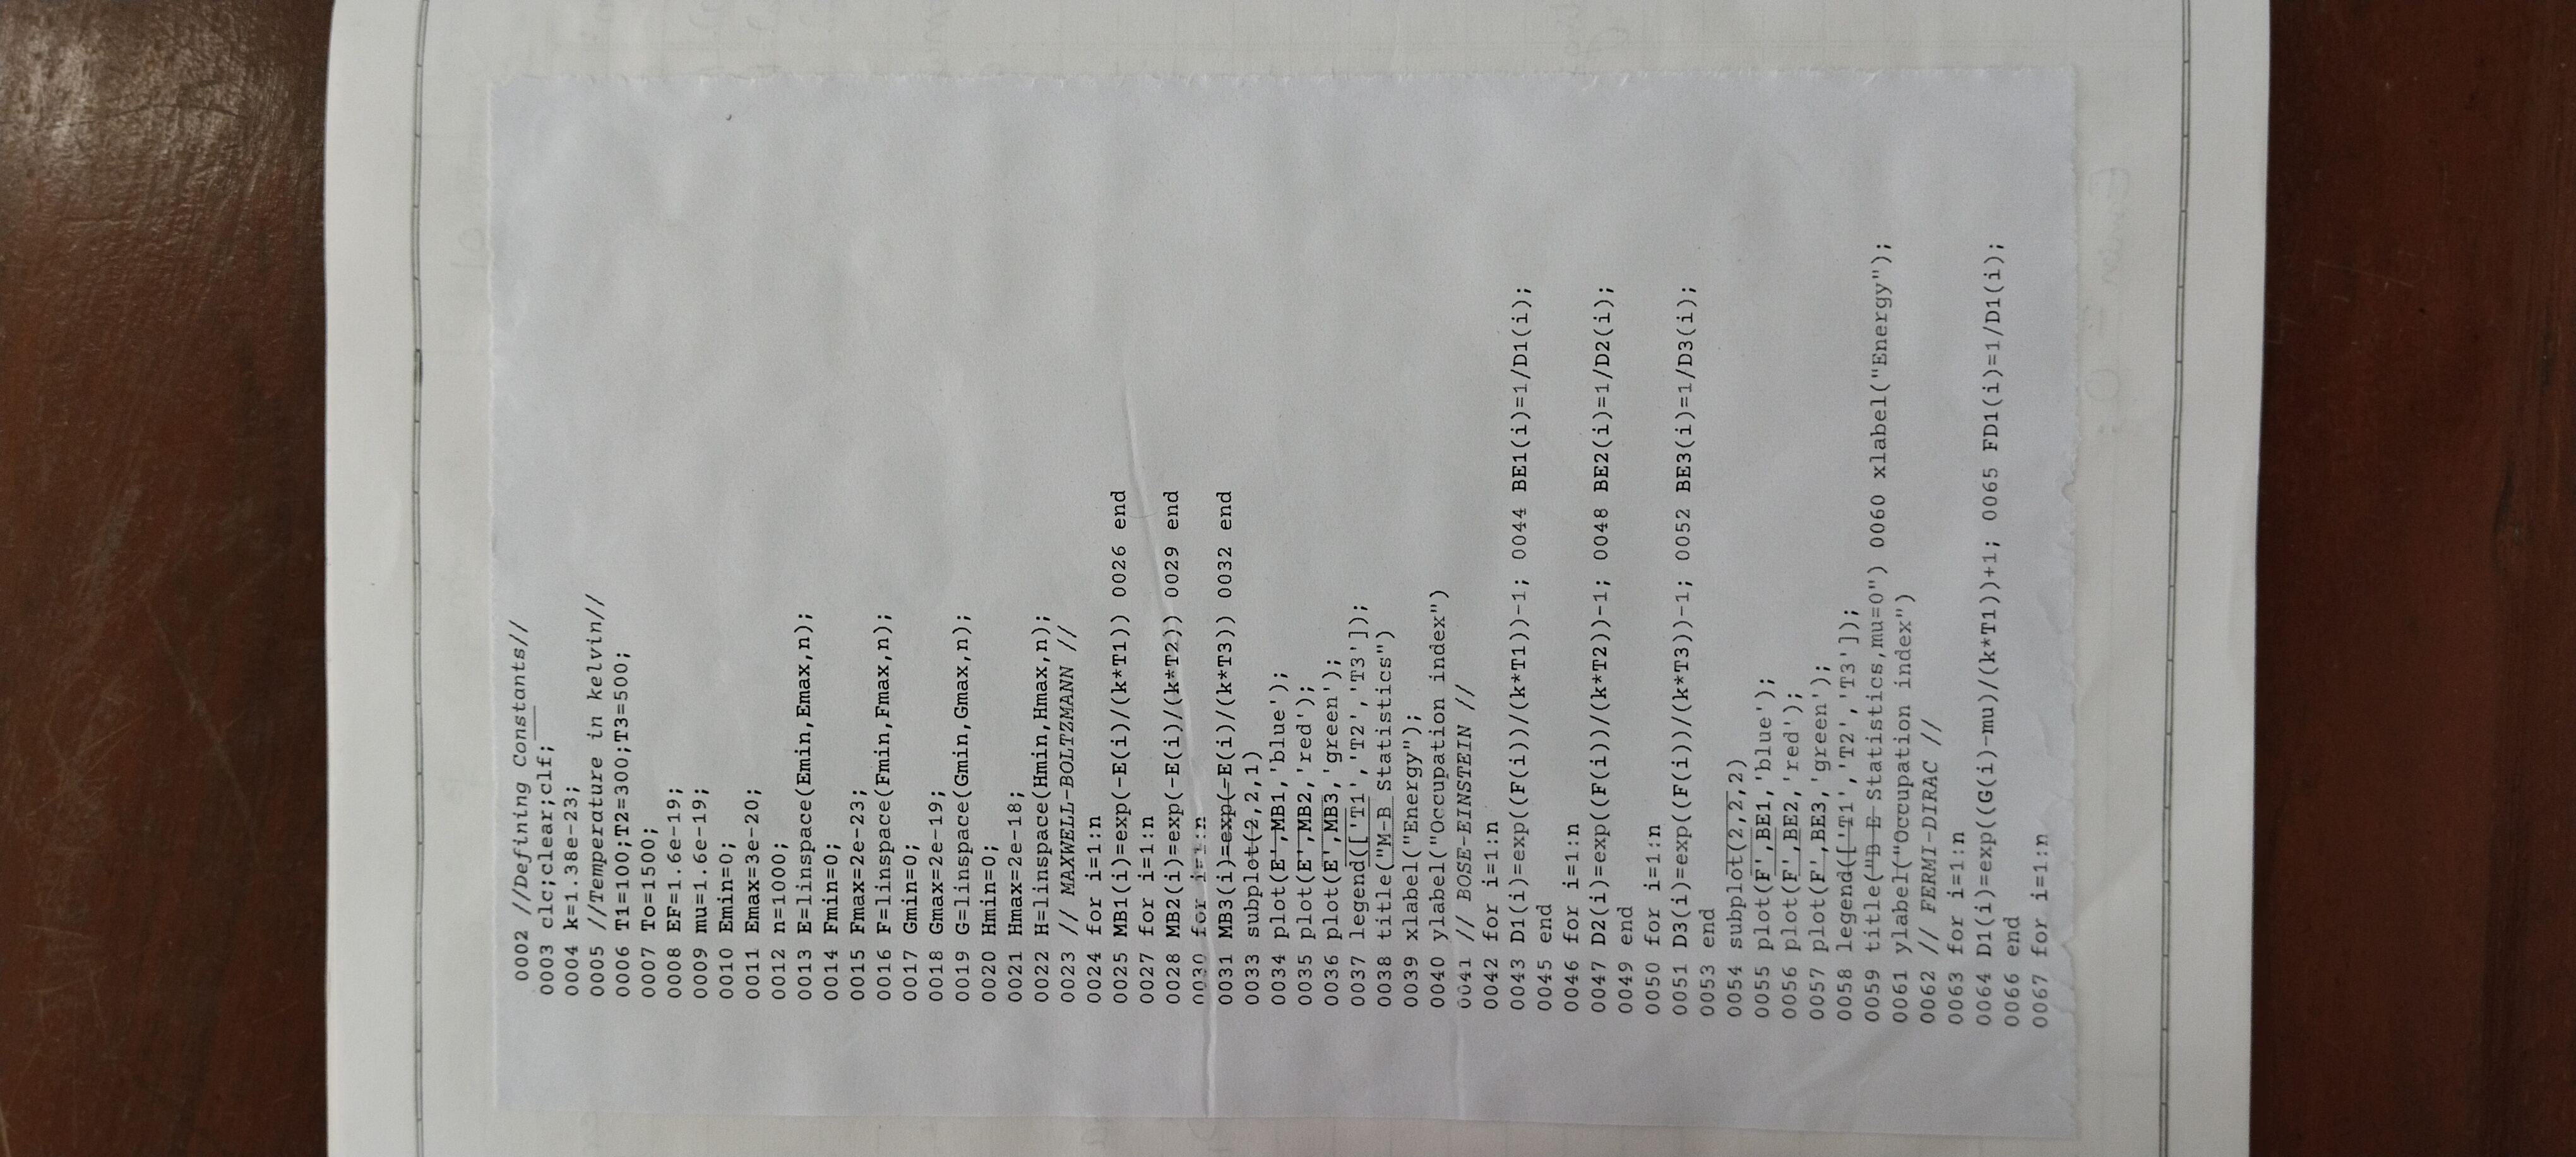 0002 //Defining Constants//
0003 clc;clear;clf;
0004 k=1.38e-23;
0005 //Temperature in kelvin//
0006 T1=100;T2=300;T3=500;
0007 To=1500;
0008 EF=1.6e-19;
0009 mu=1.6e-19;
0010 Emin=0;
0011 Emax=3e-20;
0012 n=1000;
0013 E=linspace(Emin,Emax,n);
0014 Fmin=0;
0015 Fmax=2e-23;
0016 F=linspace(Fmin,Fmax,n);
0017 Gmin=0;
0018 Gmax=2e-19;
0019 G=linspace(Gmin,Gmax,n);
0020 Hmin=0;
0021 Hmax=2e-18;
0022 H=linspace(Hmin,Hmax,n);
0023 // MAXWELL-BOLTZMANN //
0024 for i=1:n
0025 MB1(i)=exp(-E(i)/(k*T1)) 0026 end
0027 for i=1:n
0028 MB2(i)=exp(-E(i)/(k*T2)) 0029 end
0030 for i=1:n
0031 MB3(i)=exp(-E(i)/(k*T3)) 0032 end
0033 subplot(2,2,1)
0034 plot(E',MB1,'blue');
0035 plot(E',MB2,'red');
0036 plot(E',MB3,'green');
0037 legend(['T1','T2','T3']);
0038 title("M-B Statistics")
0039 xlabel("Energy");
0040 ylabel("Occupation index")
0041 // BOSE-EINSTEIN //
0042 for i=1:n
0043 D1(i)=exp((F(i))/(k*T1))-1; 0044 BE1(i)=1/D1(i);
0045 end
0046 for i=1:n
0047 D2(i)=exp((F(i))/(k*T2))-1; 0048 BE2(i)=1/D2(i);
0049 end
0050 for i=1:n
0051 D3(i)=exp((F(i))/(k*T3))-1; 0052 BE3(i)=1/D3(i);
0053 end
0054 subplot(2,2,2)
0055 plot(F',BE1,'blue');
0056 plot(F',BE2,'red');
0057 plot(F',BE3,'green');
0058 legend(['T1','T2','T3']);
0059 title("B-E Statistics,mu=0") 0060 xlabel("Energy");
0061 ylabel("Occupation index")
0062 // FERMI-DIRAC //
0063 for i=1:n
0064 D1(i)=exp((G(i)-mu)/(k*T1))+1; 0065 FD1(i)=1/D1(i);
0066 end
0067 for i=1:n